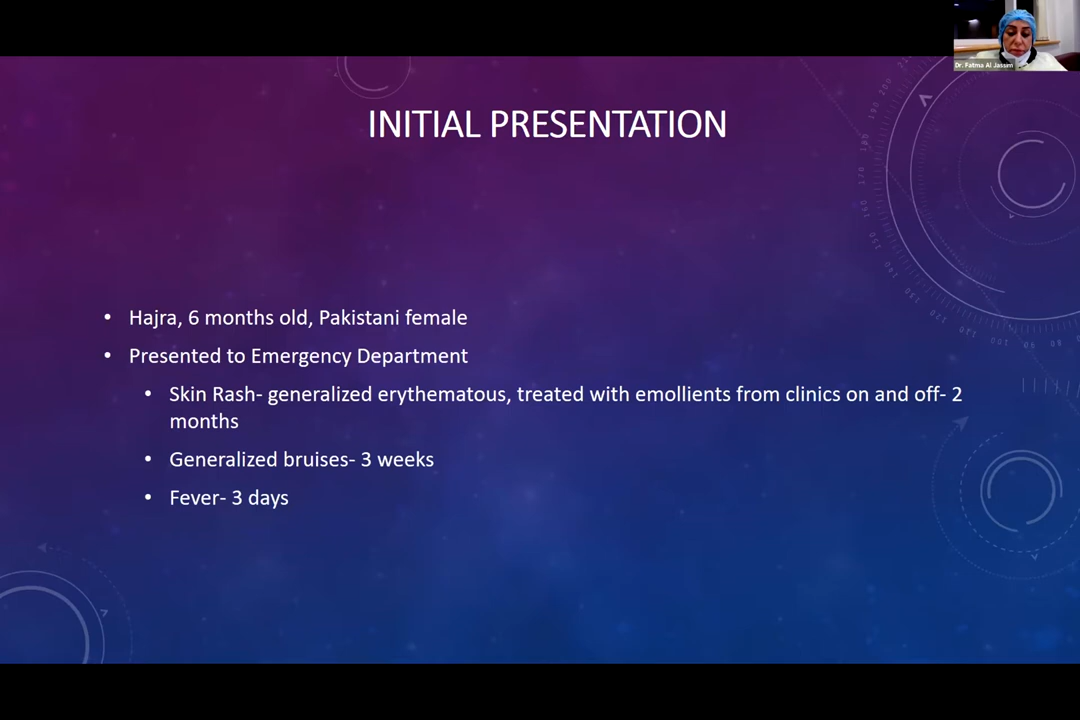 Dr. Fatma Al Jassim
INITIAL PRESENTATION
• Hajra, 6 months old, Pakistani female
• Presented to Emergency Department
• Skin Rash- generalized erythematous, treated with emollients from clinics on and off- 2
months
• Generalized bruises- 3 weeks
• Fever- 3 days